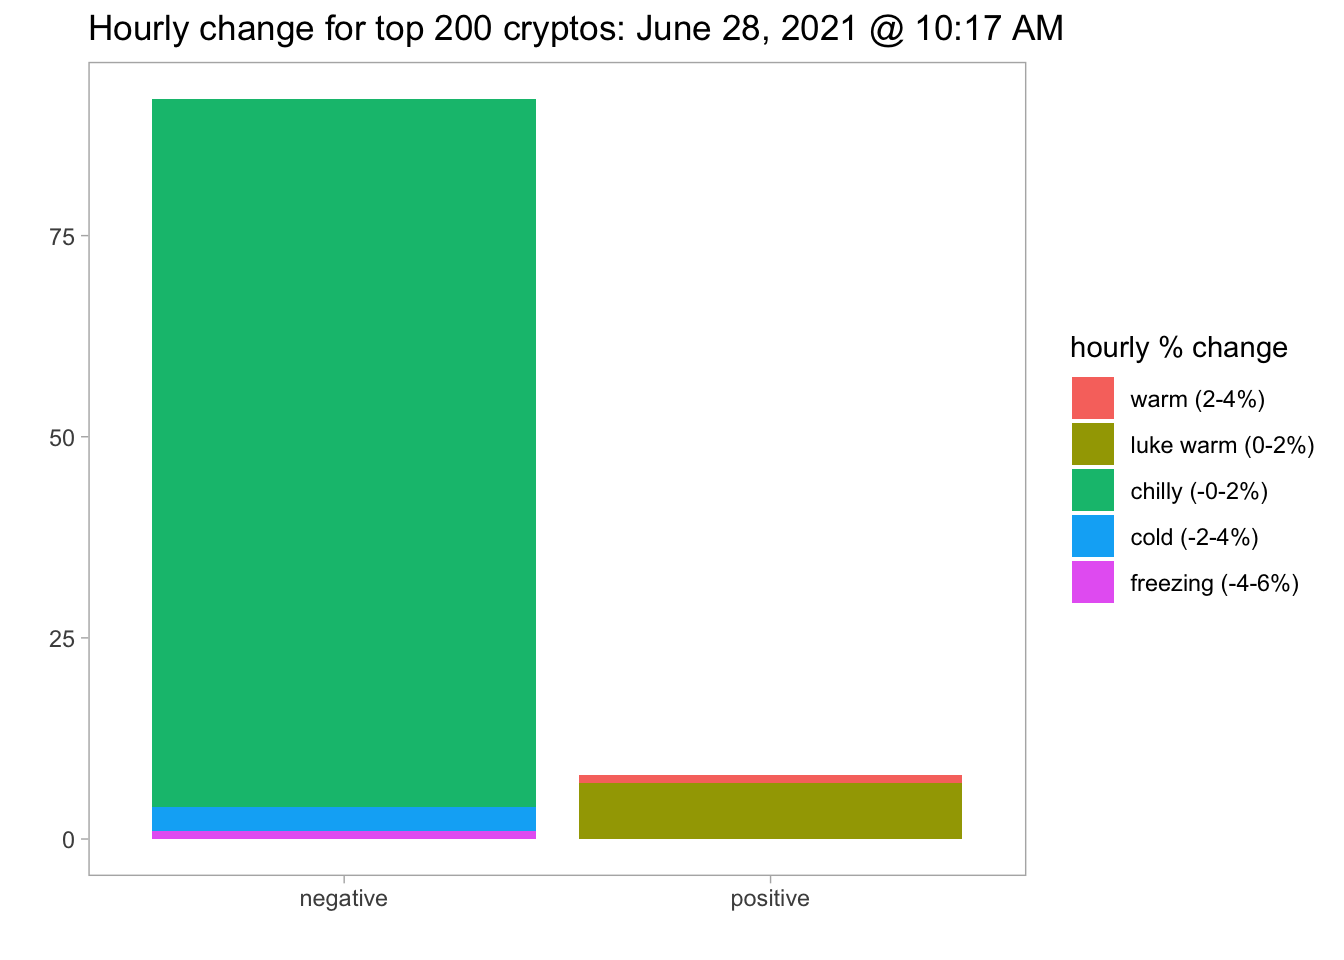 Hourly change for top 200 cryptos: June 28, 2021 @ 10:17 AM
75
50
25
0
negative
positive
hourly % change
warm (2-4%)
luke warm (0-2%)
chilly (-0-2%)
cold (-2-4%)
freezing (-4-6%)